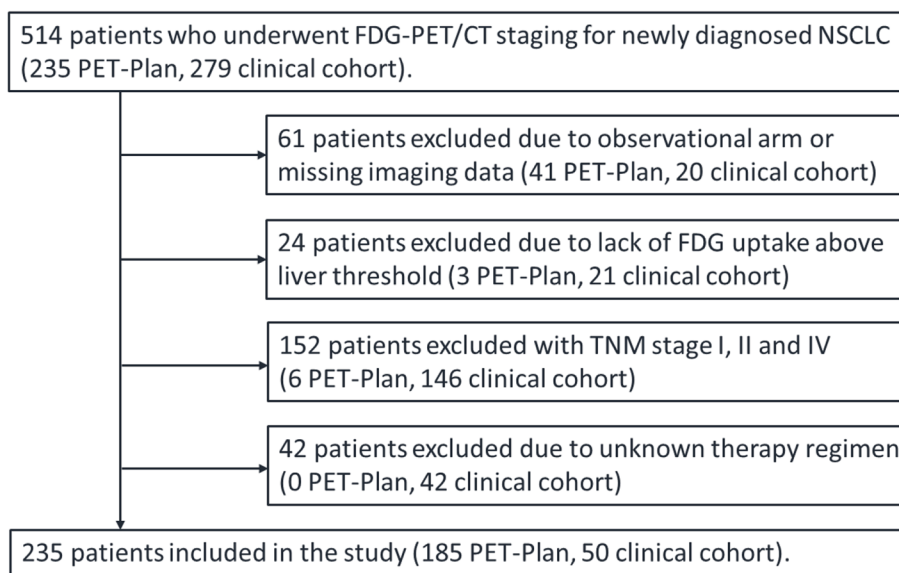 514 patients who underwent FDG-PET/CT staging for newly diagnosed NSCLC
(235 PET-Plan, 279 clinical cohort).
61 patients excluded due to observational arm or
missing imaging data (41 PET-Plan, 20 clinical cohort)
24 patients excluded due to lack of FDG uptake above
liver threshold (3 PET-Plan, 21 clinical cohort)
152 patients excluded with TNM stage I, II and IV
(6 PET-Plan, 146 clinical cohort)
42 patients excluded due to unknown therapy regimen
(0 PET-Plan, 42 clinical cohort)
235 patients included in the study (185 PET-Plan, 50 clinical cohort).